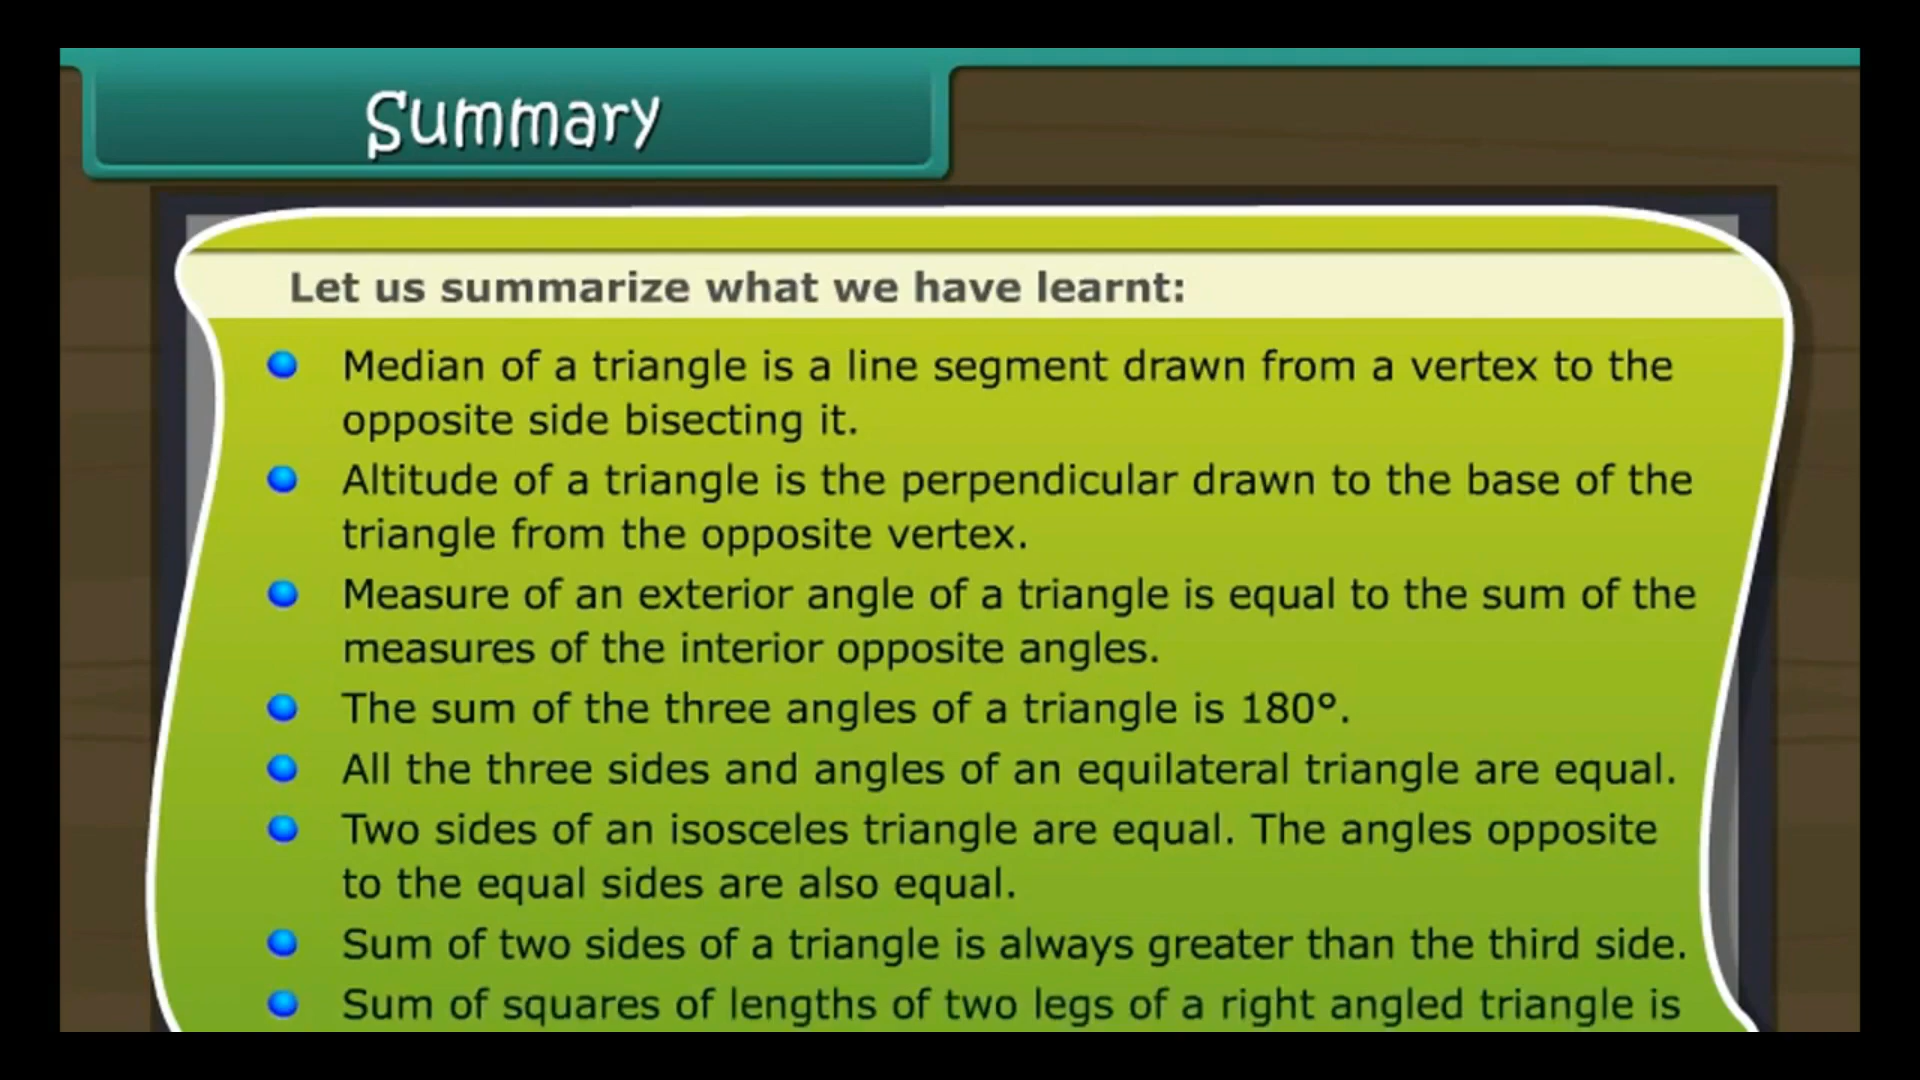 Summary
Let us summarize what we have learnt:
Median of a triangle is a line segment drawn from a vertex to the
opposite side bisecting it.
Altitude of a triangle is the perpendicular drawn to the base of the
triangle from the opposite vertex.
Measure of an exterior angle of a triangle is equal to the sum of the
measures of the interior opposite angles.
The sum of the three angles of a triangle is 180°.
All the three sides and angles of an equilateral triangle are equal.
Two sides of an isosceles triangle are equal. The angles opposite
to the equal sides are also equal.
Sum of two sides of a triangle is always greater than the third side.
Sum of squares of lengths of two legs of a right angled triangle is